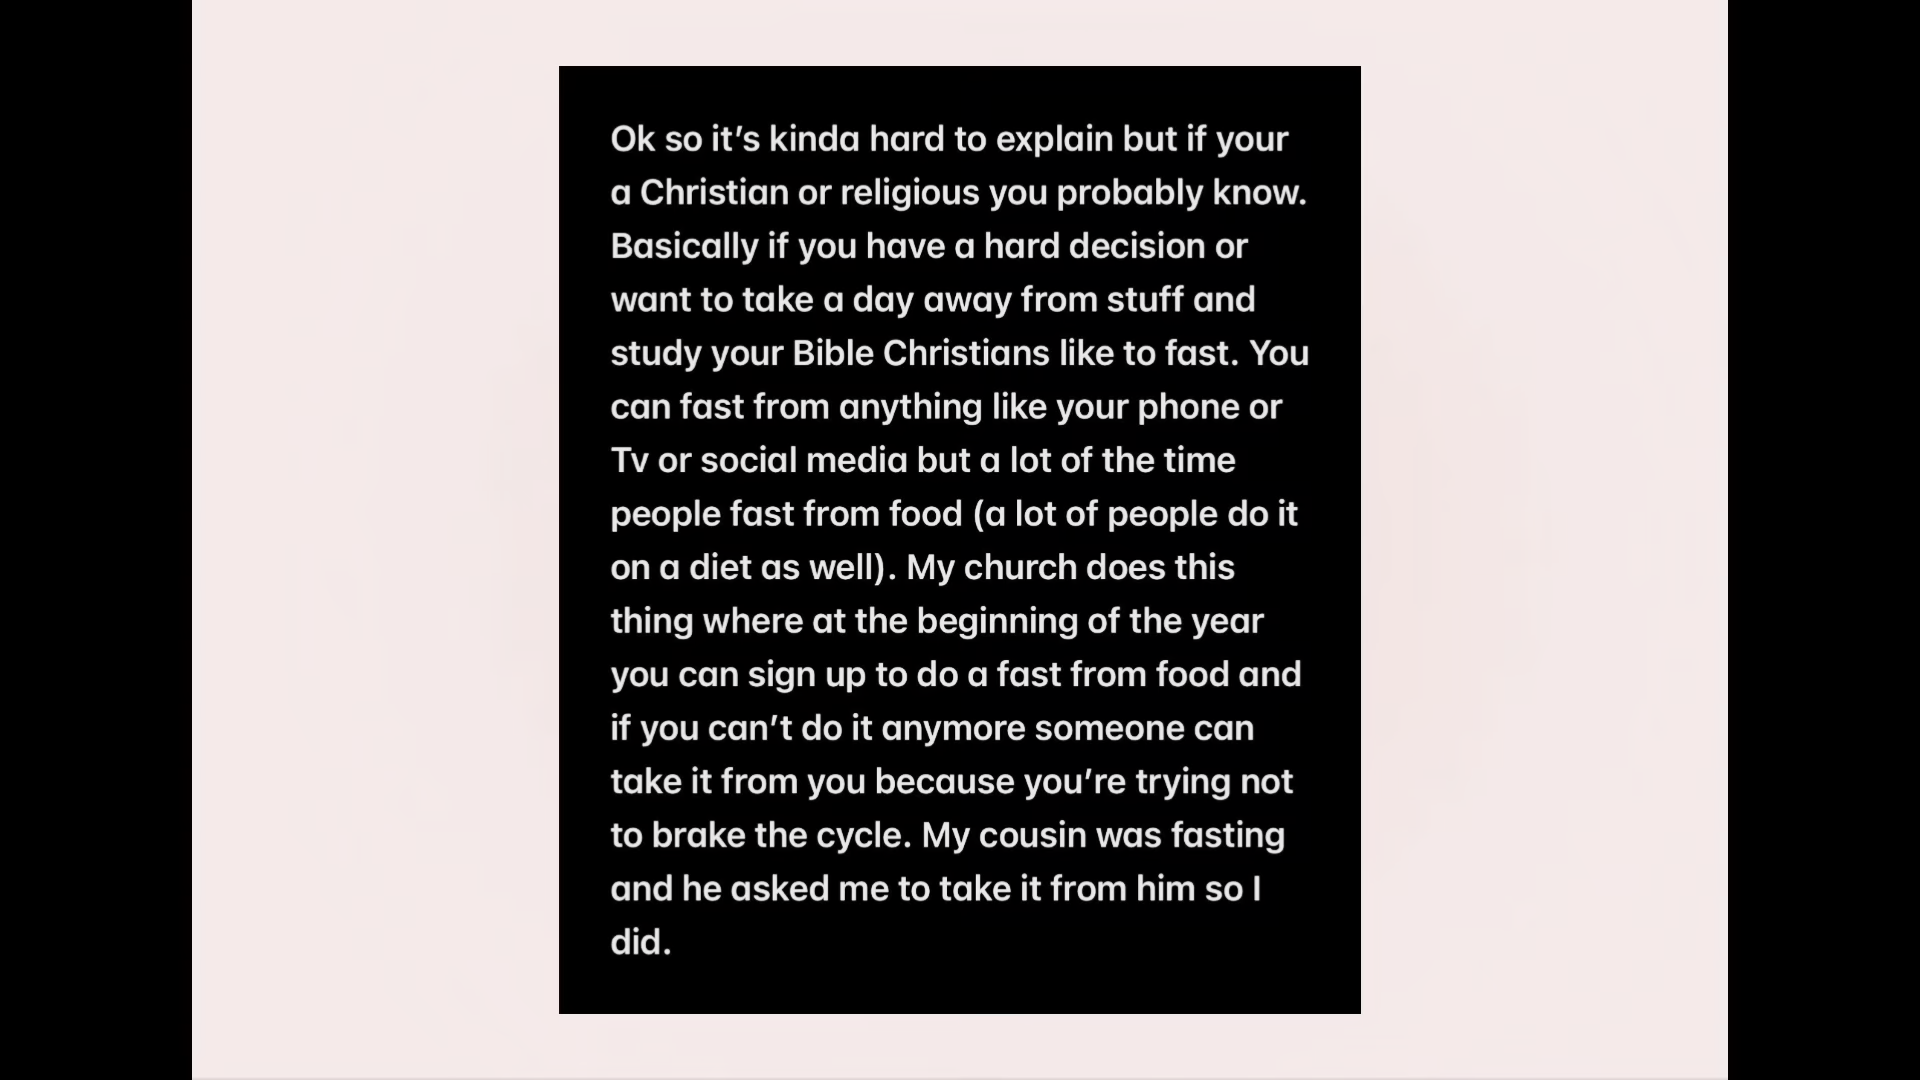 Ok so it’s kinda hard to explain but if your
a Christian or religious you probably know.
Basically if you have a hard decision or
want to take a day away from stuff and
study your Bible Christians like to fast. You
can fast from anything like your phone or
Tv or social media but a lot of the time
people fast from food (a lot of people do it
on a diet as well). My church does this
thing where at the beginning of the year
you can sign up to do a fast from food and
if you can’t do it anymore someone can
take it from you because you’re trying not
to brake the cycle. My cousin was fasting
and he asked me to take it from him so I
did.